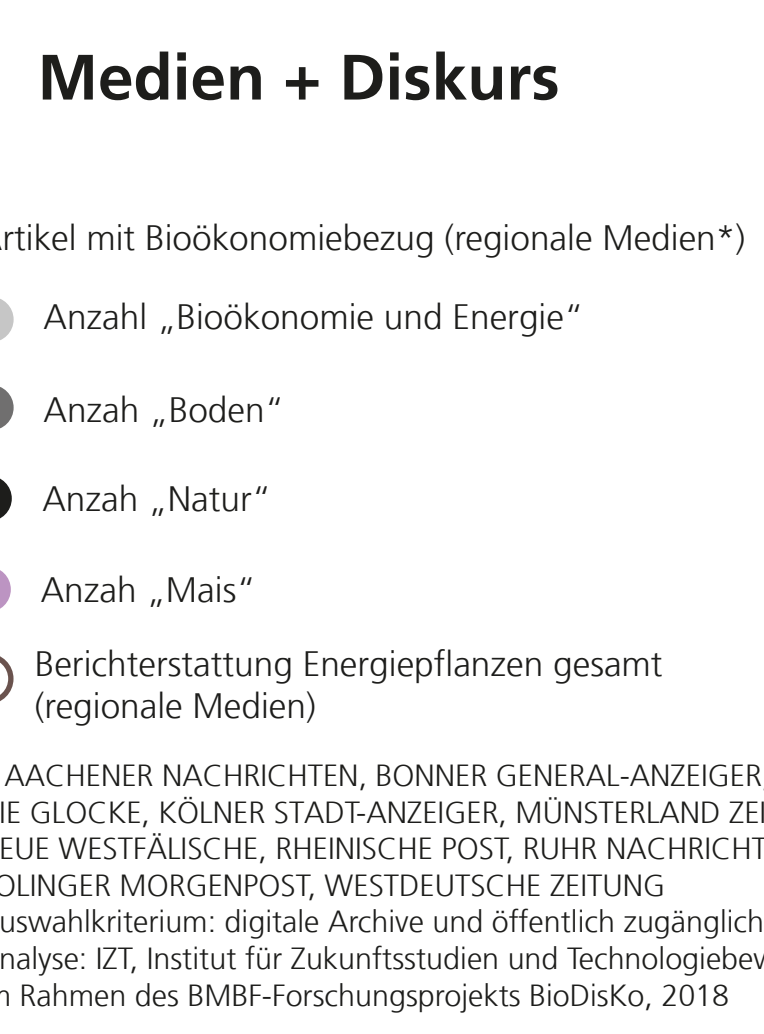 Medien + Diskurs
rtikel mit Bioökonomiebezug (regionale Medien*)
Anzahl „Bioökonomie und Energie“
Anzah „Boden“
Anzah „Natur“
Anzah „Mais“
Berichterstattung Energiepflanzen gesamt
(regionale Medien)
AACHENER NACHRICHTEN, BONNER GENERAL-ANZEIGER,
IE GLOCKE, KÖLNER STADT-ANZEIGER, MÜNSTERLAND ZEI
EUE WESTFÄLISCHE, RHEINISCHE POST, RUHR NACHRICHT
OLINGER MORGENPOST, WESTDEUTSCHE ZEITUNG
uswahlkriterium: digitale Archive und öffentlich zugänglich
nalyse: IZT, Institut für Zukunftsstudien und Technologiebew
n Rahmen des BMBF-Forschungsprojekts BioDisKo, 2018